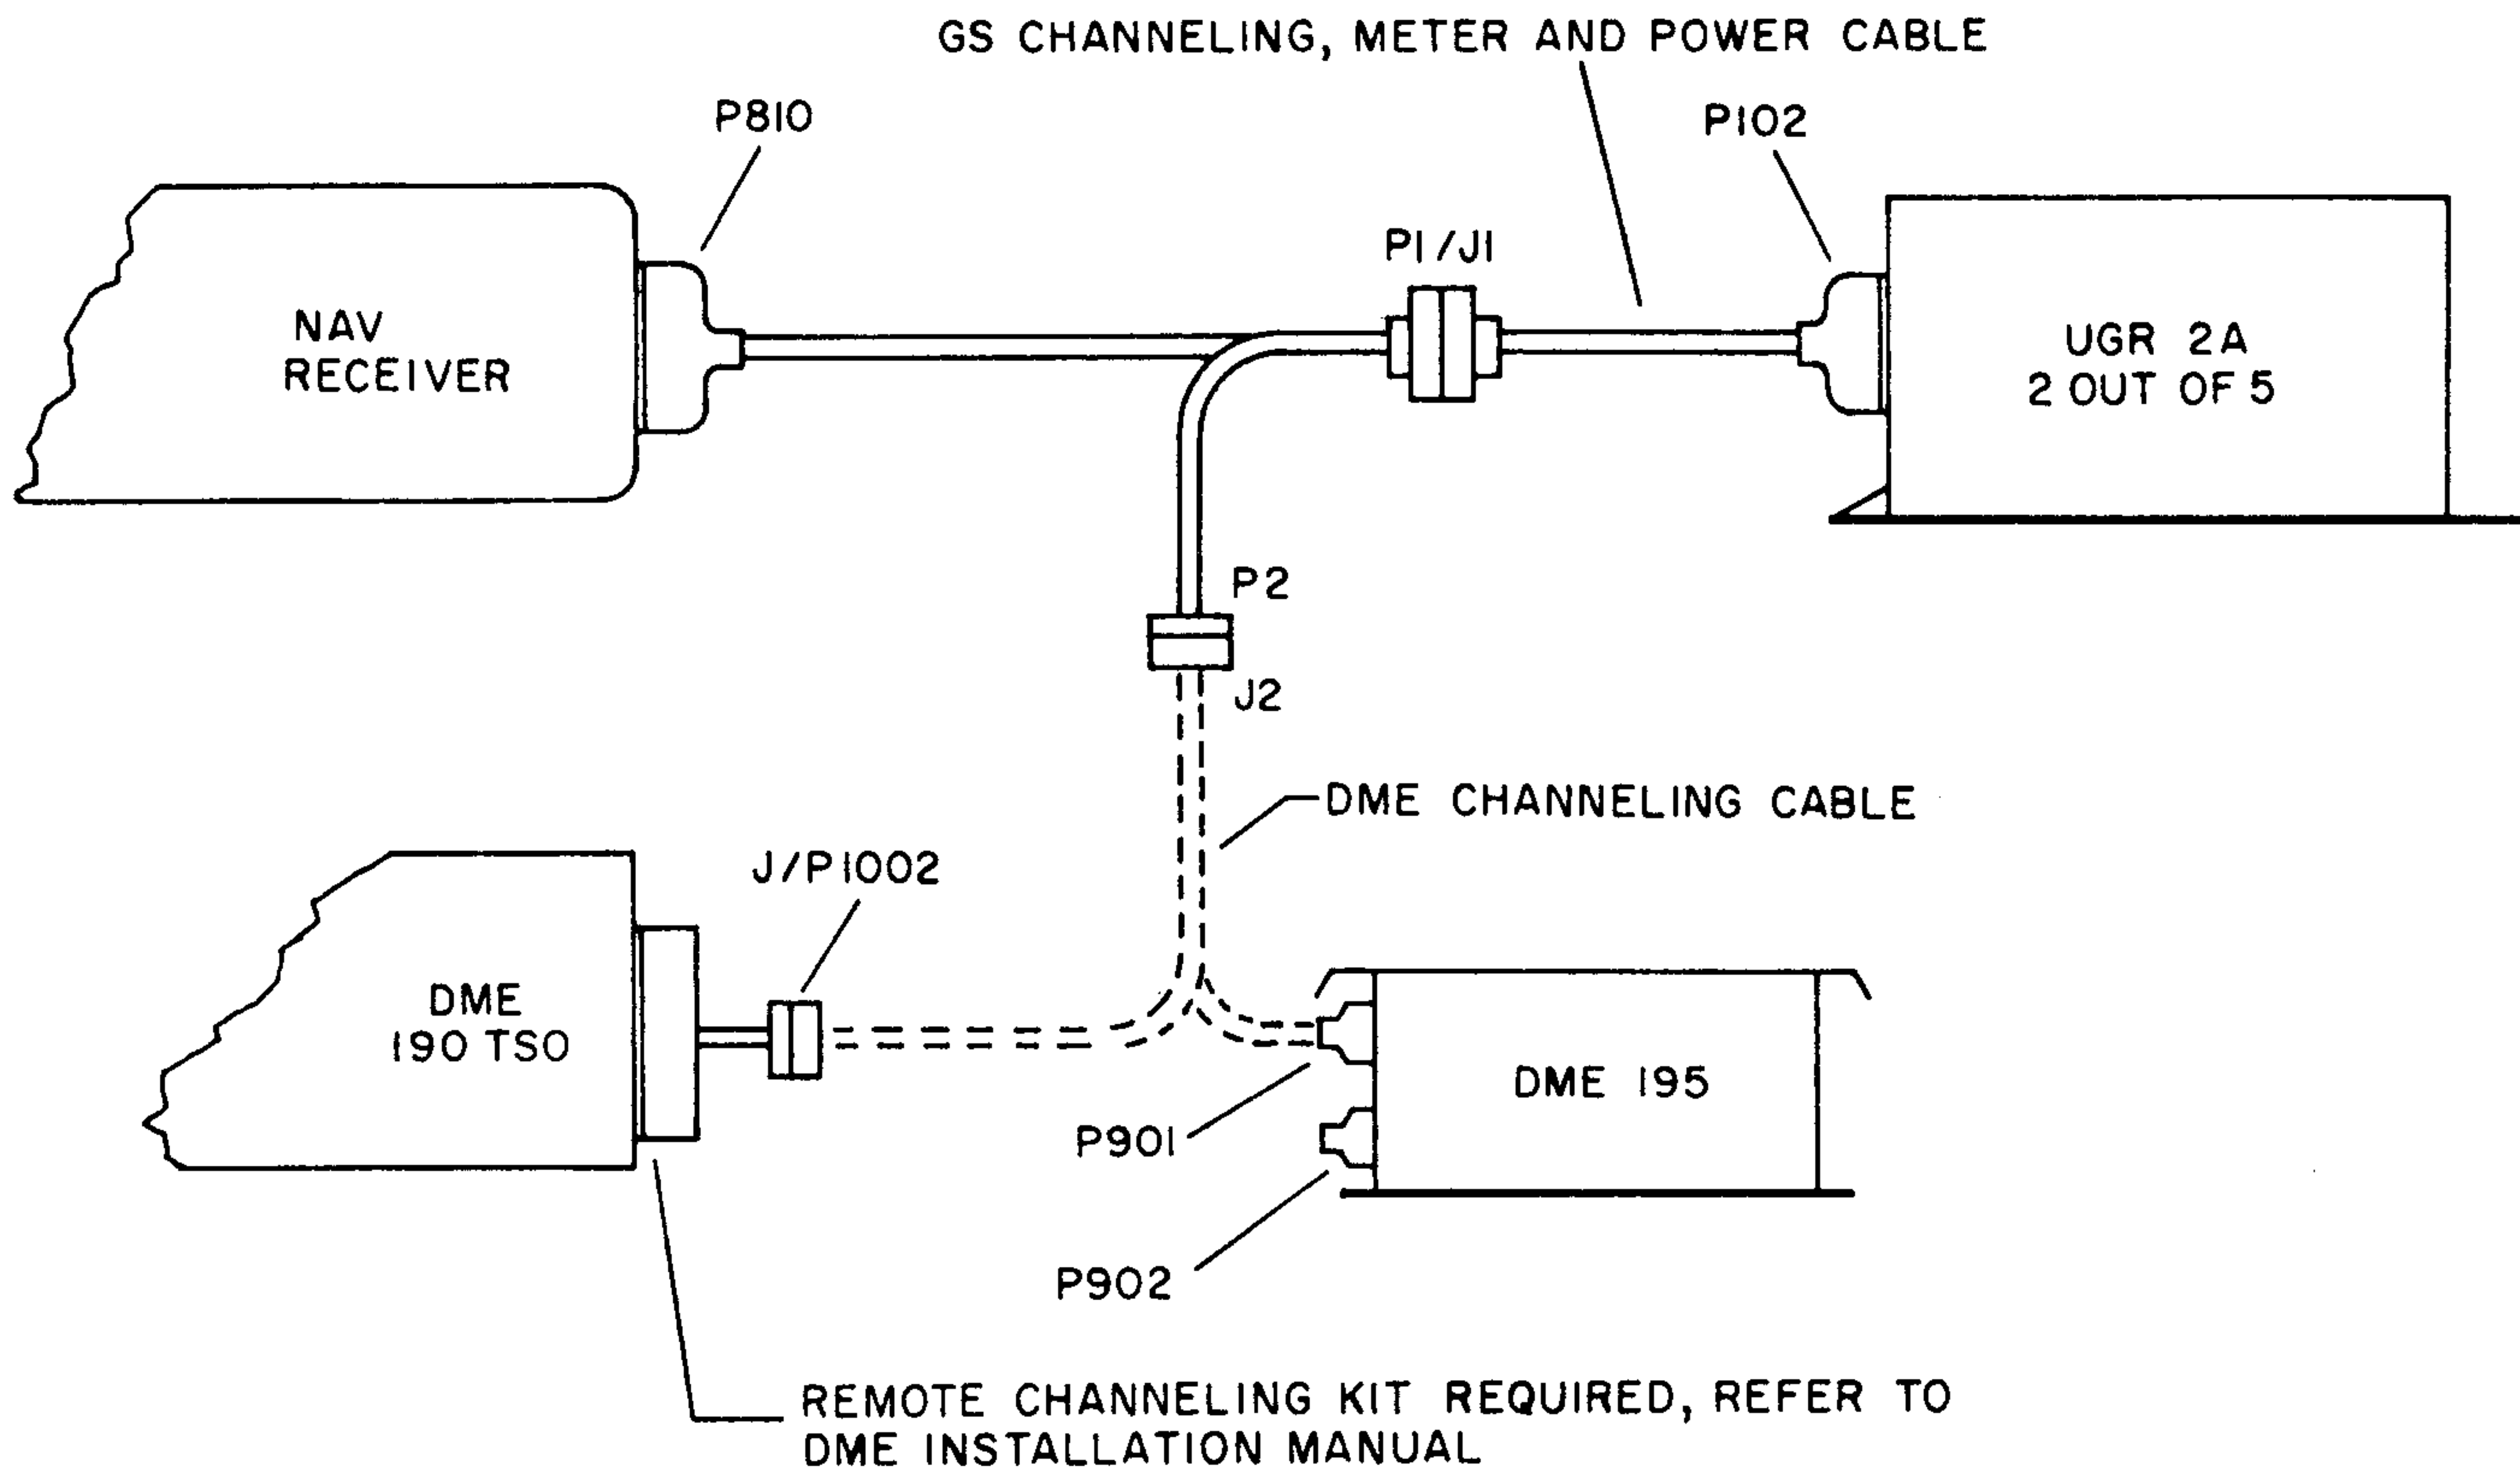 GS CHANNELING, METER AND POWER CABLE
P810
P102
P1/J1
NAV
RECEIVER
UGR 2A
2 OUT OF 5
P2
J2
DME CHANNELING CABLE
J/P1002
DME
190 TSO
DME 195
P901
P902
REMOTE CHANNELING KIT REQUIRED, REFER TO
DME INSTALLATION MANUAL